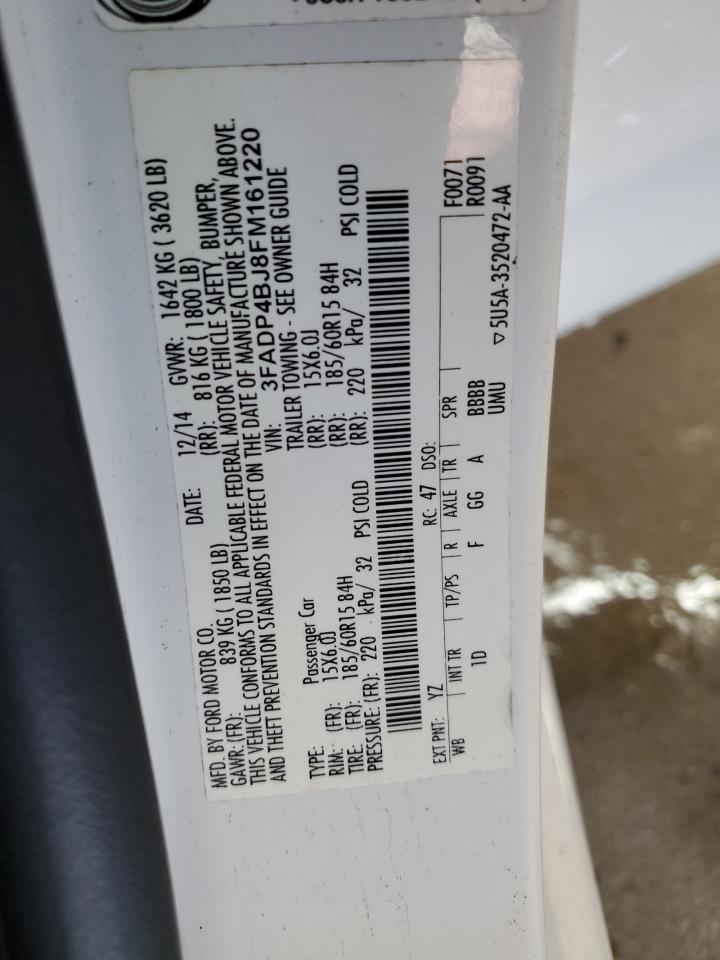 MFD. BY FORD MOTOR CO.
DATE: 12/14 GVWR: 1642 KG ( 3620 LB)
GAWR: (FR): 839 KG ( 1850 LB) (RR): 816 KG ( 1800 LB)
THIS VEHICLE CONFORMS TO ALL APPLICABLE FEDERAL MOTOR VEHICLE SAFETY, BUMPER,
AND THEFT PREVENTION STANDARDS IN EFFECT ON THE DATE OF MANUFACTURE SHOWN ABOVE.
VIN: 3FADP4BJ8FM161220
TYPE: Passenger Car TRAILER TOWING - SEE OWNER GUIDE
RIM: (FR): 15X6.0J (RR): 15X6.0J
TIRE: (FR): 185/60R15 84H (RR): 185/60R15 84H
PRESSURE: (FR): 220 kPa/ 32 PSI COLD (RR): 220 kPa/ 32 PSI COLD
EXT PNT: YZ RC: 47 DSO: F0071
WB INT TR TP/PS R AXLE TR SPR R0091
1D F GG A BBBB
UMU ▽5U5A-3520472-AA